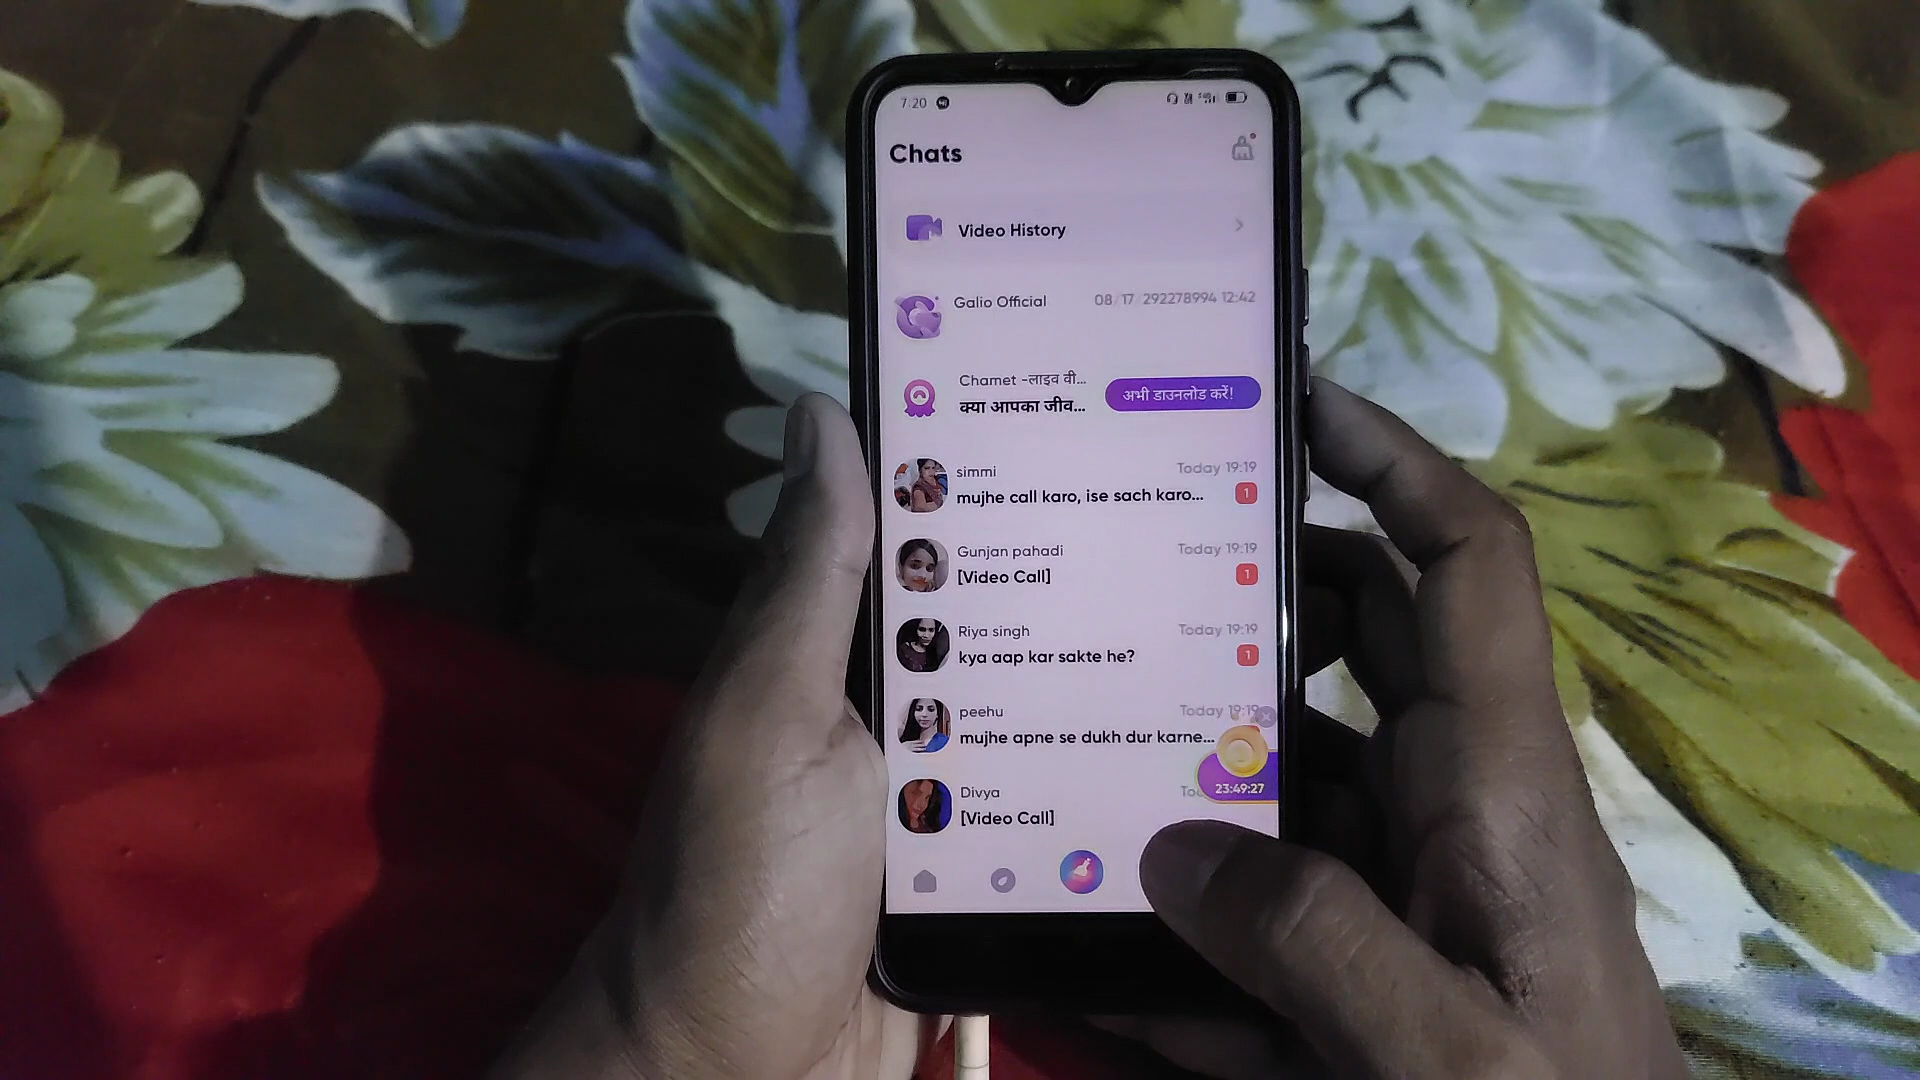 7:20
Chats
Video History
Galio Official 08/17/292278994 12:42
Chamet -लाइव वी...
क्या आपका जीव...
अभी डाउनलोड करें!
simmi Today 19:19
mujhe call karo, ise sach karo... 1
Gunjan pahadi Today 19:19
[Video Call] 1
Riya singh Today 19:19
kya aap kar sakte he? 1
peehu Today 19:19
mujhe apne se dukh dur karne...
Divya
[Video Call]
23:49:27